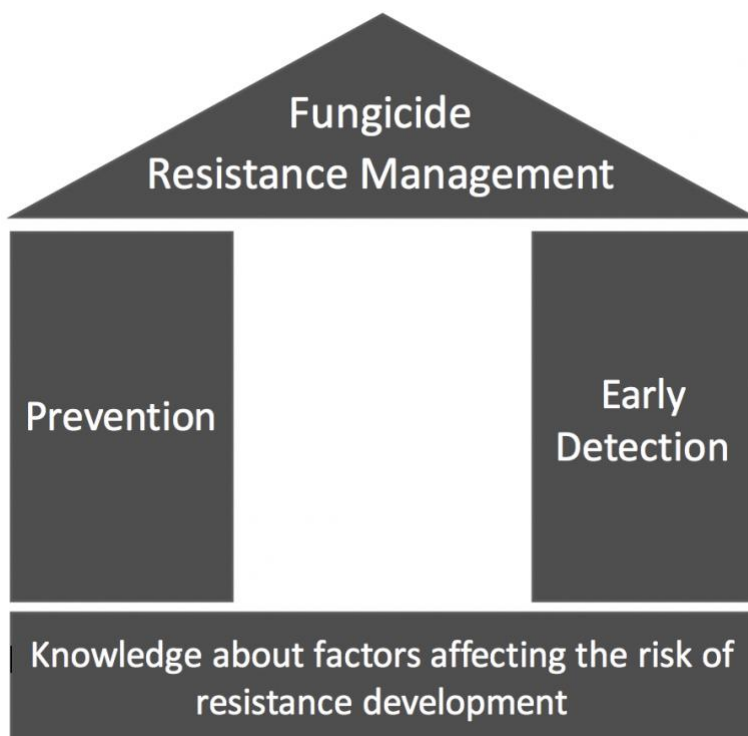 Fungicide
Resistance Management
Prevention
Early
Detection
Knowledge about factors affecting the risk of
resistance development